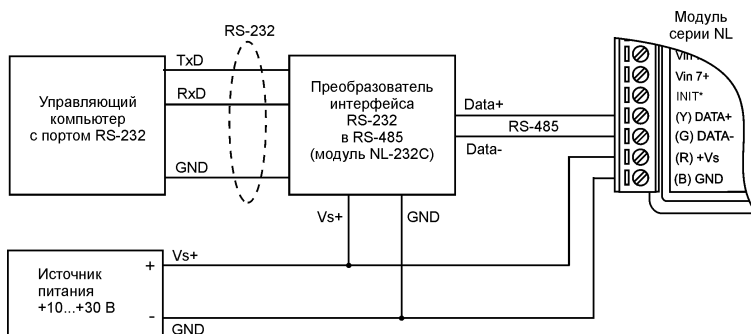 RS-232
Модуль
серии NL
TxD
RxD
GND
Управляющий
компьютер
с портом RS-232
Преобразователь
интерфейса
RS-232
в RS-485
(модуль NL-232C)
Data+
RS-485
Data-
Vin 7+
INIT*
(Y) DATA+
(G) DATA-
(R) +Vs
(B) GND
Vs+
GND
Источник
питания
+10...+30 В
+
-
Vs+
GND